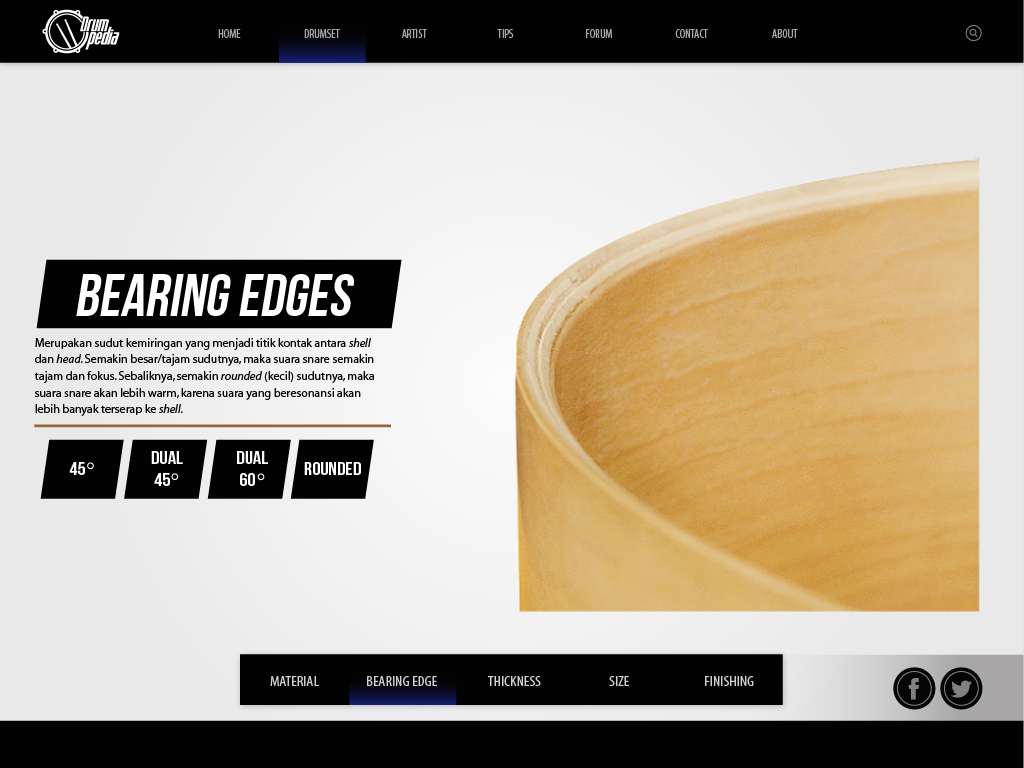 Drum
pedia
HOME DRUMSET ARTIST TIPS FORUM CONTACT ABOUT
BEARING EDGES
Merupakan sudut kemiringan yang menjadi titik kontak antara shell
dan head. Semakin besar/tajam sudutnya, maka suara snare semakin
tajam dan fokus. Sebaliknya, semakin rounded (kecil) sudutnya, maka
suara snare akan lebih warm, karena suara yang beresonansi akan
lebih banyak terserap ke shell.
45°
DUAL
45°
DUAL
60°
ROUNDED
MATERIAL BEARING EDGE THICKNESS SIZE FINISHING